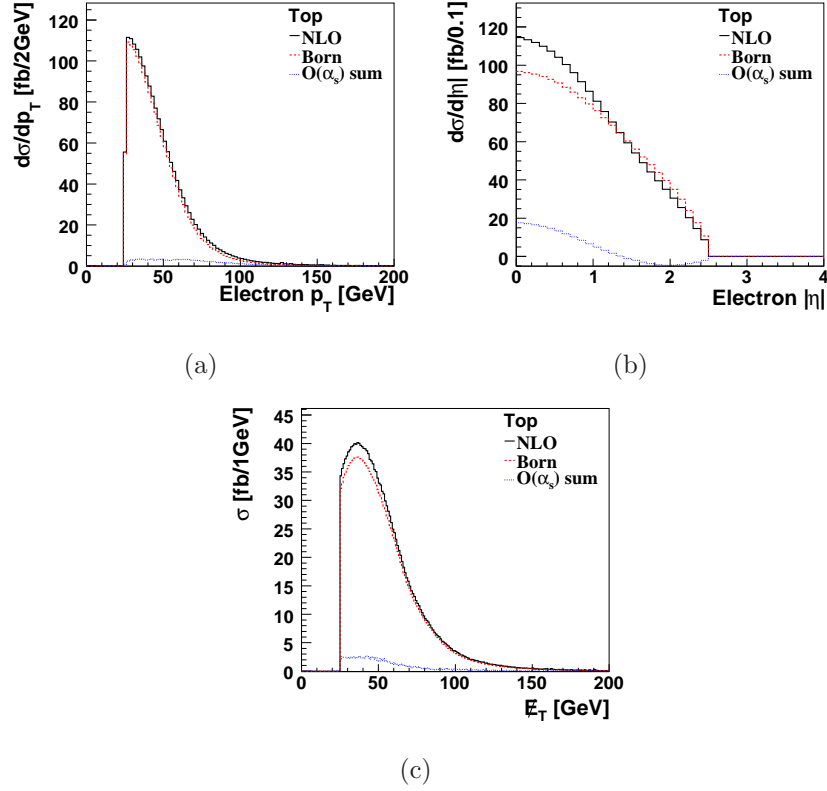 dσ/dp_T [fb/2GeV]
120
100
80
60
40
20
0
Top
NLO
Born
O(α_s) sum
0 50 100 150 200
Electron p_T [GeV]
(a)
dσ/d|η| [fb/0.1]
120
100
80
60
40
20
0
Top
NLO
Born
O(α_s) sum
0 1 2 3 4
Electron |η|
(b)
σ [fb/1GeV]
45
40
35
30
25
20
15
10
5
0
Top
NLO
Born
O(α_s) sum
0 50 100 150 200
E̸_T [GeV]
(c)